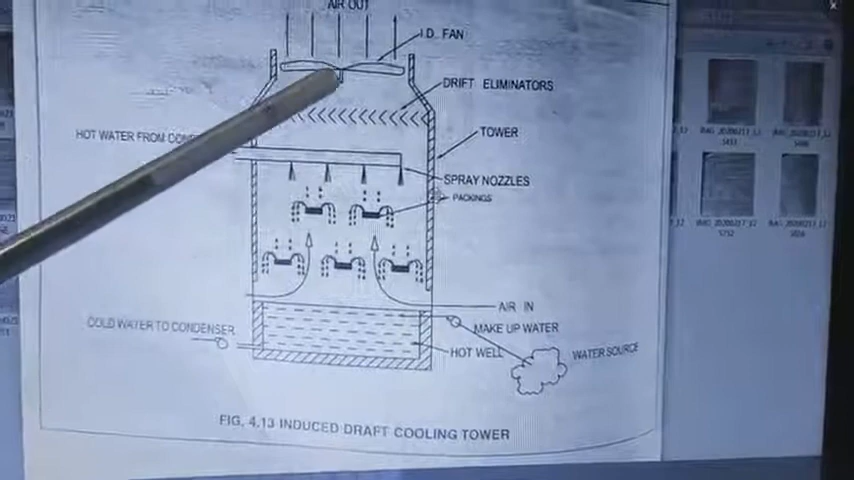 AIR OUT
I.D. FAN
DRIFT ELIMINATORS
HOT WATER FROM
TOWER
SPRAY NOZZLES
PACKINGS
AIR IN
COLD WATER TO CONDENSER
MAKE UP WATER
HOT WELL
WATER SOURCE
FIG. 4.13 INDUCED DRAFT COOLING TOWER